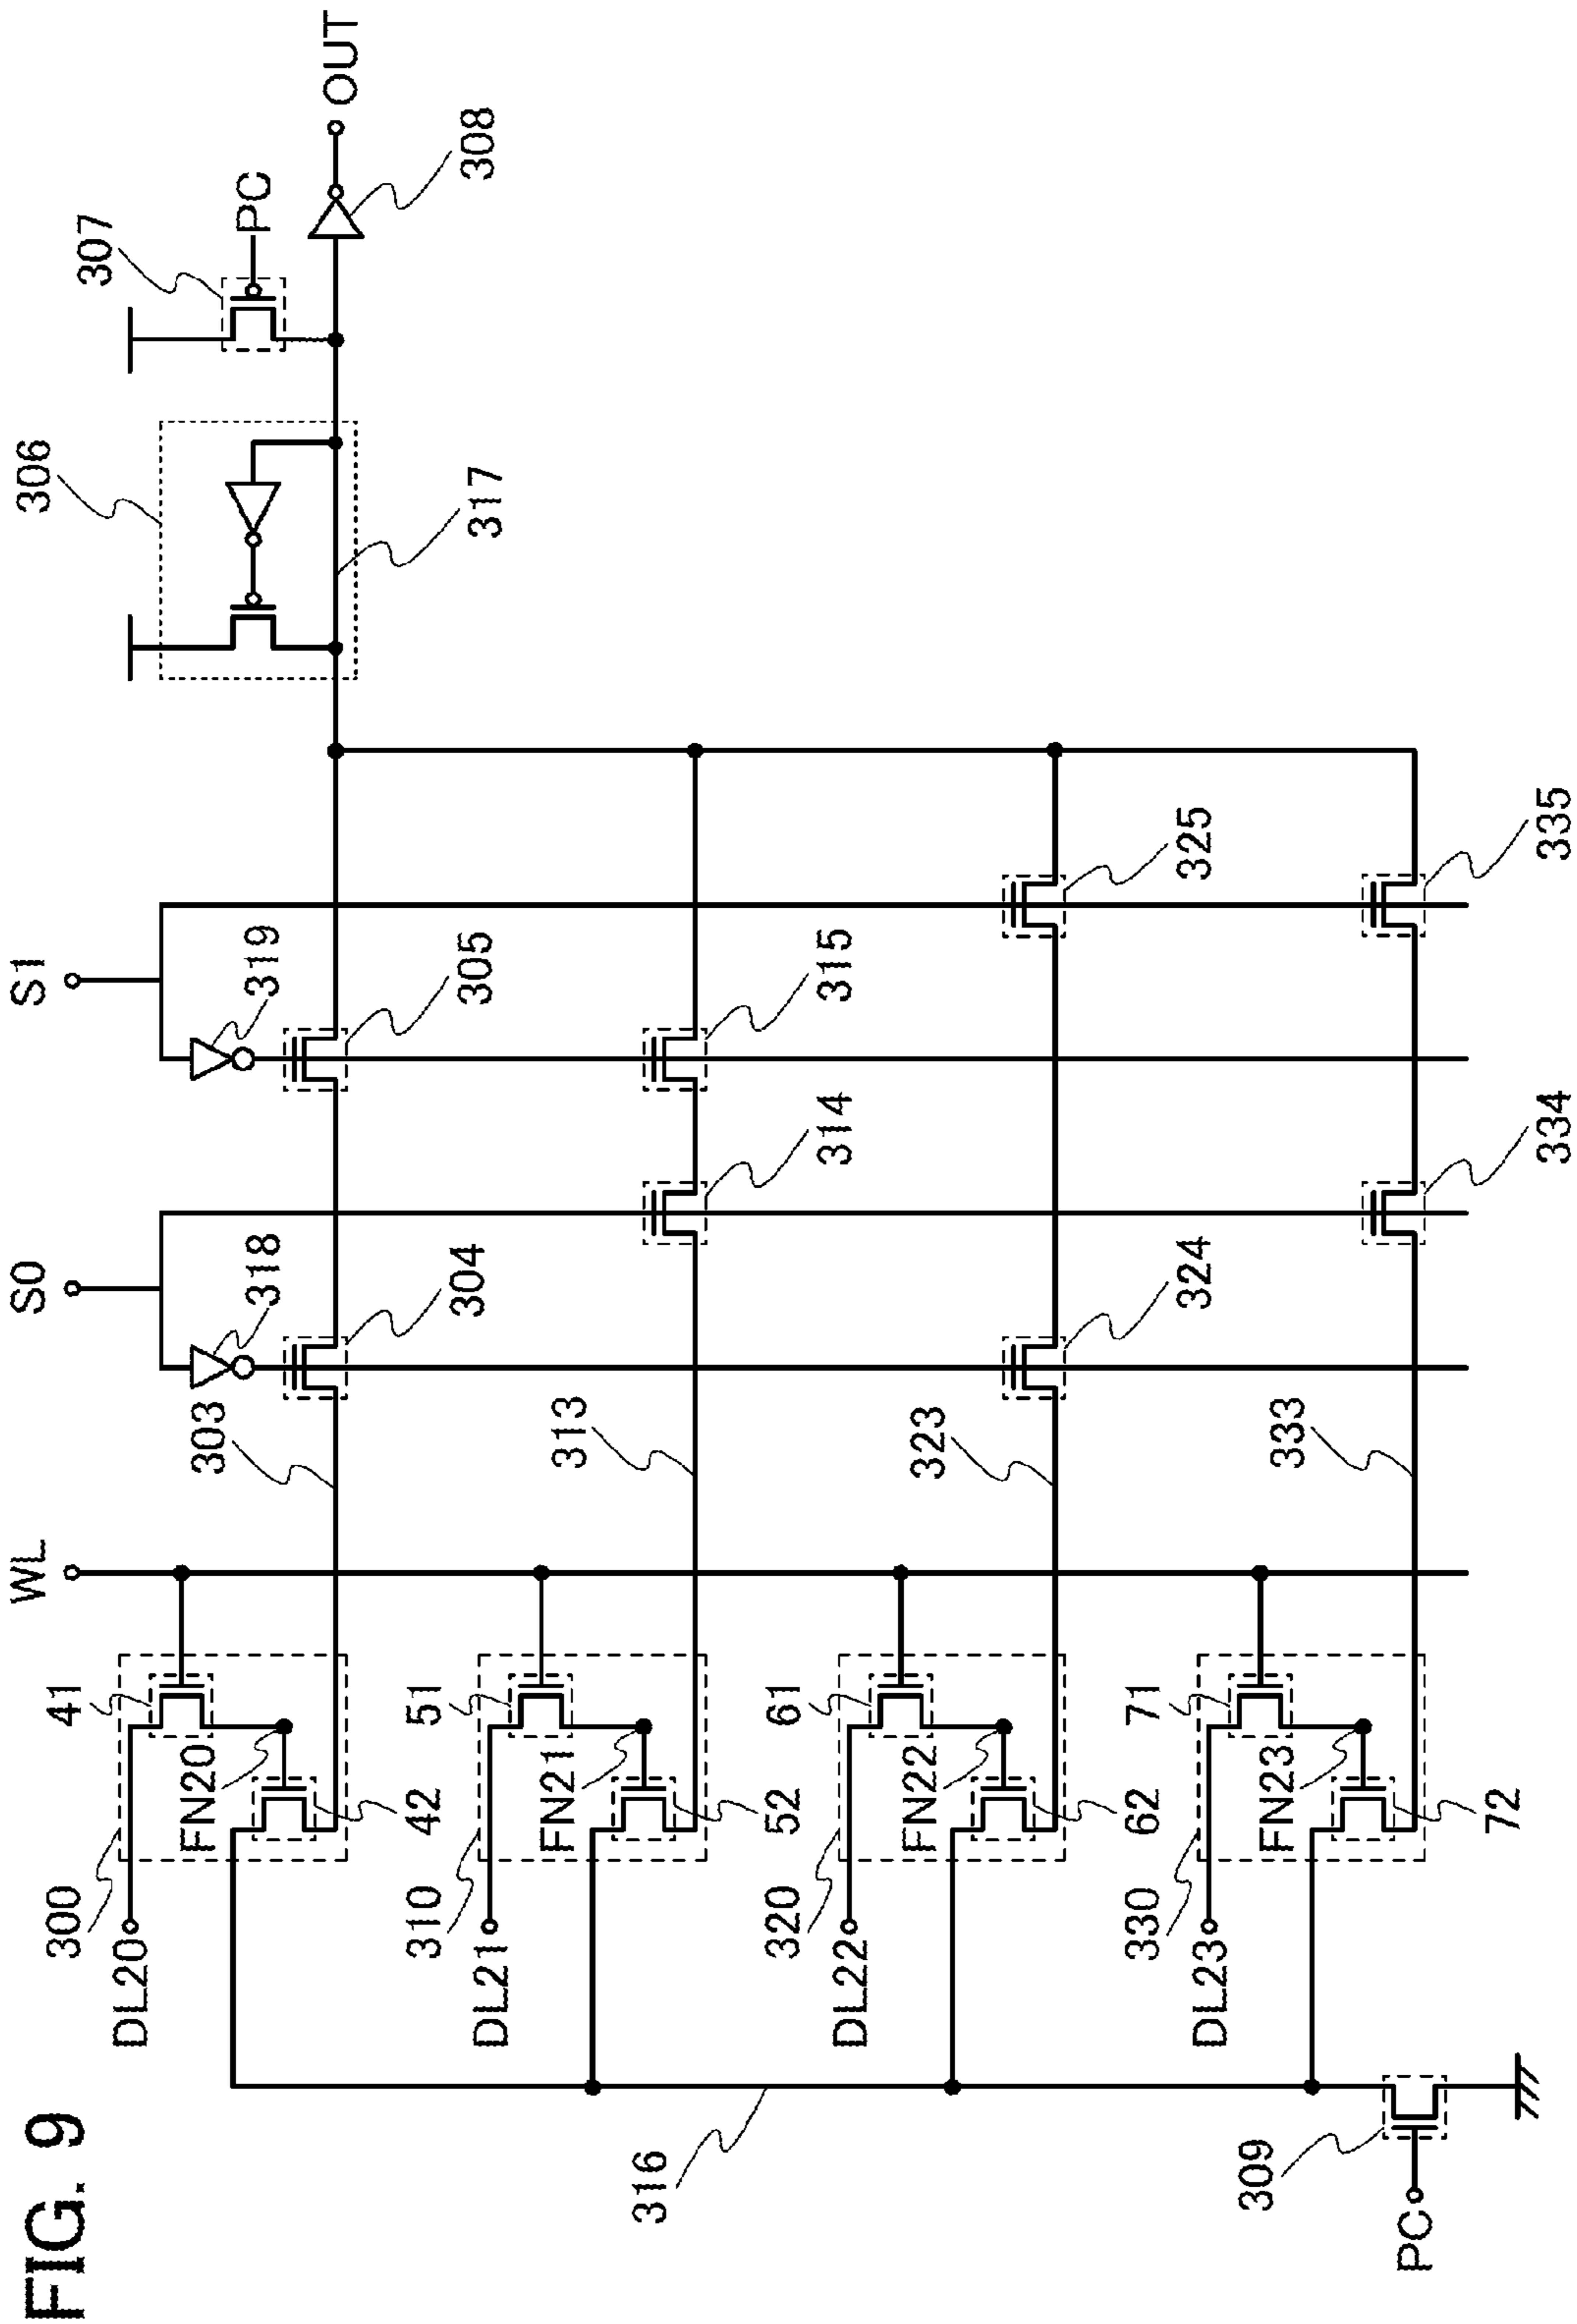 FIG. 9
WL
S0
S1
318
319
306
307
PC
OUT
308
317
300
DL20
41
FN20
42
303
304
305
310
DL21
51
FN21
52
313
314
315
320
DL22
61
FN22
62
323
324
325
330
DL23
71
FN23
72
333
334
335
316
309
PC